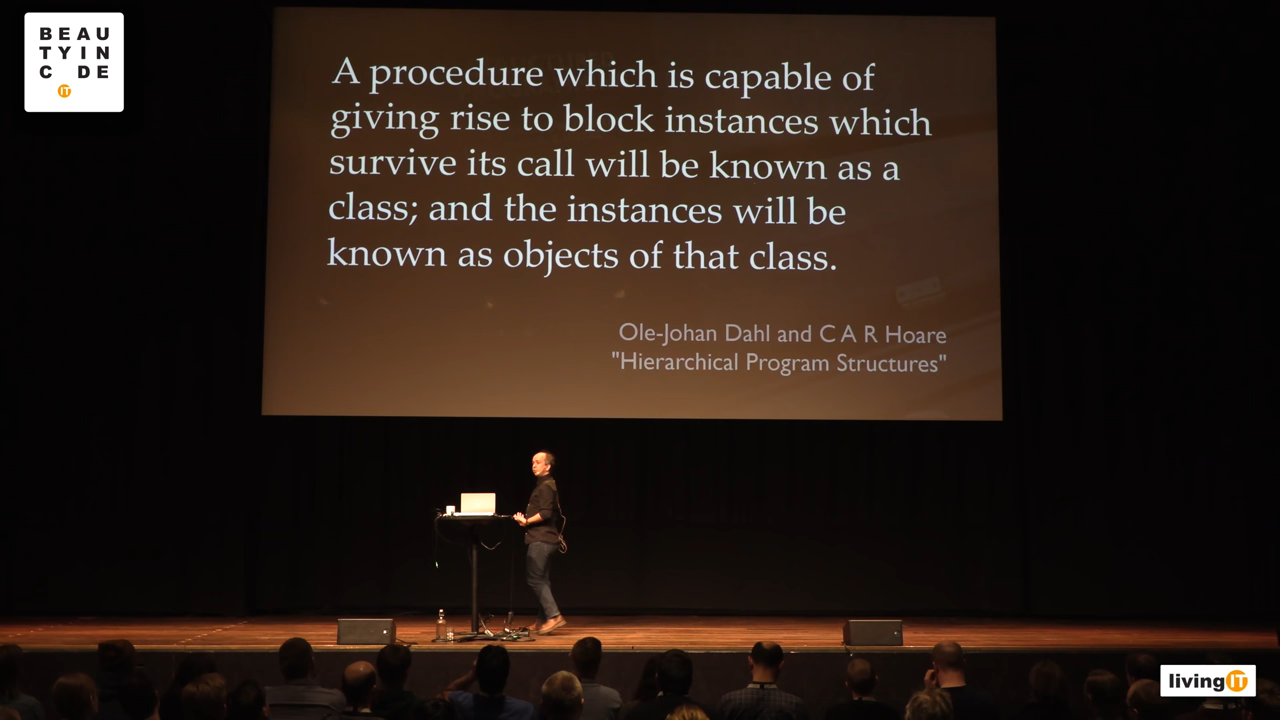 BEAU
TYIN
C DE
IT
A procedure which is capable of
giving rise to block instances which
survive its call will be known as a
class; and the instances will be
known as objects of that class.
Ole-Johan Dahl and C A R Hoare
"Hierarchical Program Structures"
livingIT